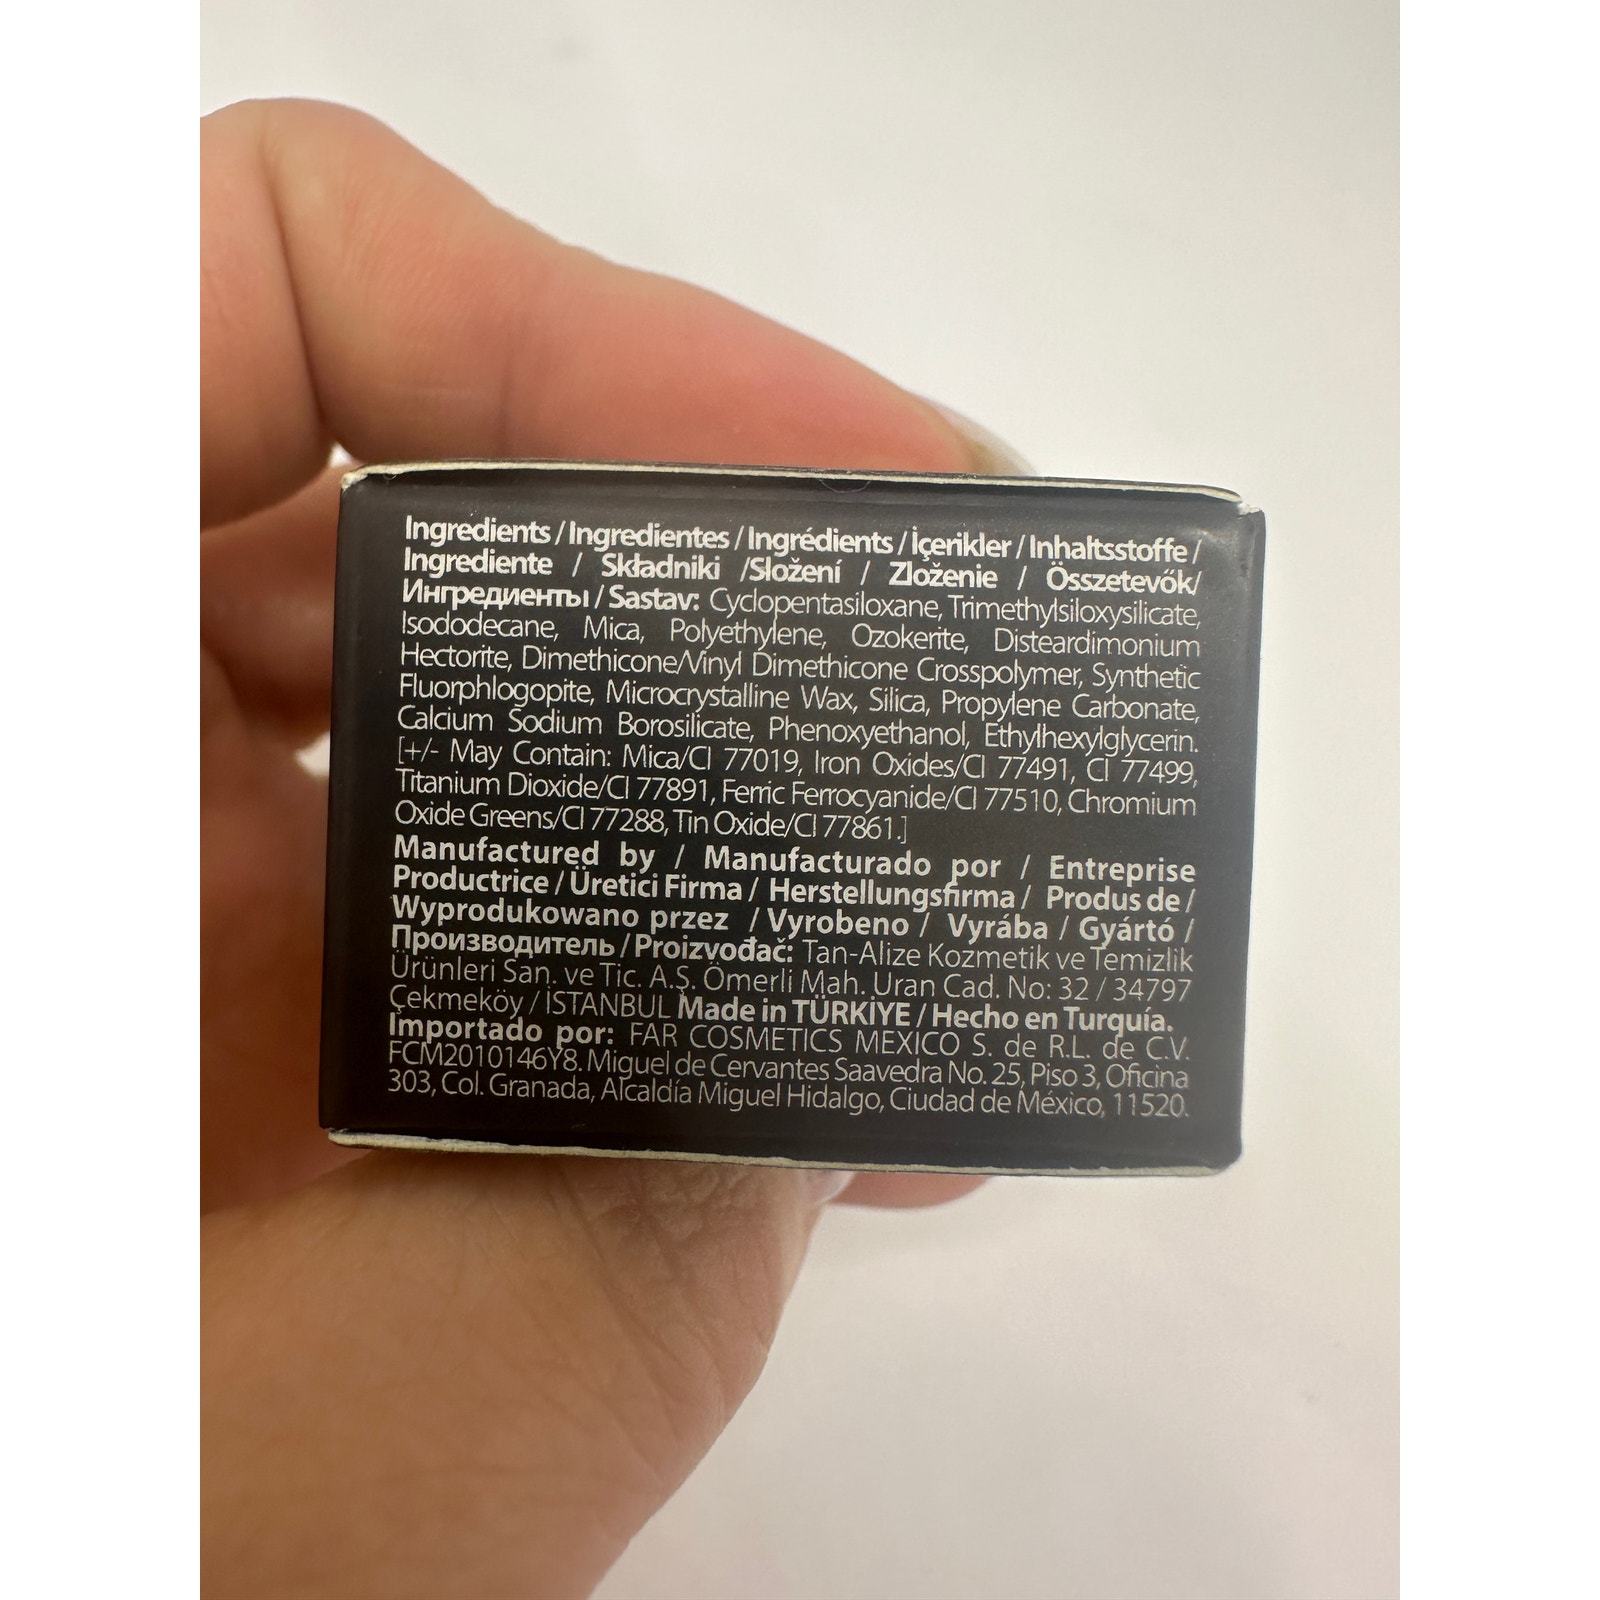 Ingredients / Ingredientes / Ingrédients / İçerikler / Inhaltsstoffe /
Ingrediente / Składniki /Složení / Zloženie / Összetevők/
Ингредиенты / Sastav: Cyclopentasiloxane, Trimethylsiloxysilicate,
Isododecane, Mica, Polyethylene, Ozokerite, Disteardimonium
Hectorite, Dimethicone/Vinyl Dimethicone Crosspolymer, Synthetic
Fluorphlogopite, Microcrystalline Wax, Silica, Propylene Carbonate,
Calcium Sodium Borosilicate, Phenoxyethanol, Ethylhexylglycerin.
[+/- May Contain: Mica/CI 77019, Iron Oxides/CI 77491, CI 77499,
Titanium Dioxide/CI 77891, Ferric Ferrocyanide/CI 77510, Chromium
Oxide Greens/CI 77288, Tin Oxide/CI 77861.]
Manufactured by / Manufacturado por / Entreprise
Productrice / Üretici Firma / Herstellungsfirma / Produs de /
Wyprodukowano przez / Vyrobeno / Vyrába / Gyártó /
Производитель / Proizvođač: Tan-Alize Kozmetik ve Temizlik
Ürünleri San. ve Tic. A.Ş. Ömerli Mah. Uran Cad. No: 32 / 34797
Çekmeköy / İSTANBUL Made in TÜRKİYE / Hecho en Turquía.
Importado por: FAR COSMETICS MEXICO S. de R.L. de C.V.
FCM2010146Y8. Miguel de Cervantes Saavedra No. 25, Piso 3, Oficina
303, Col. Granada, Alcaldía Miguel Hidalgo, Ciudad de México, 11520.